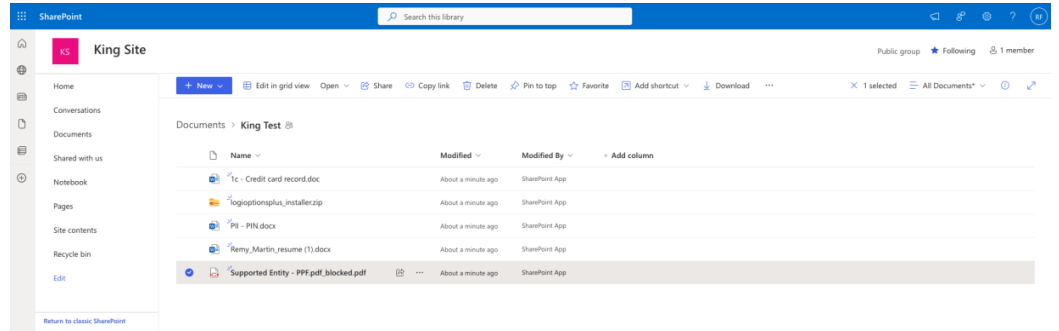 SharePoint
Search this library
?
RF
KS
King Site
Public group
Following
1 member
Home
Conversations
Documents
Shared with us
Notebook
Pages
Site contents
Recycle bin
Edit
Return to classic SharePoint
+ New
Edit in grid view
Open
Share
Copy link
Delete
Pin to top
Favorite
Add shortcut
Download
...
1 selected
All Documents*
Documents > King Test
Name
Modified
Modified By
+ Add column
1c - Credit card record.doc About a minute ago SharePoint App
logioptionsplus_installer.zip About a minute ago SharePoint App
PII - PIN.docx About a minute ago SharePoint App
Remy_Martin_resume (1).docx About a minute ago SharePoint App
Supported Entity - PPF.pdf_blocked.pdf ... About a minute ago SharePoint App